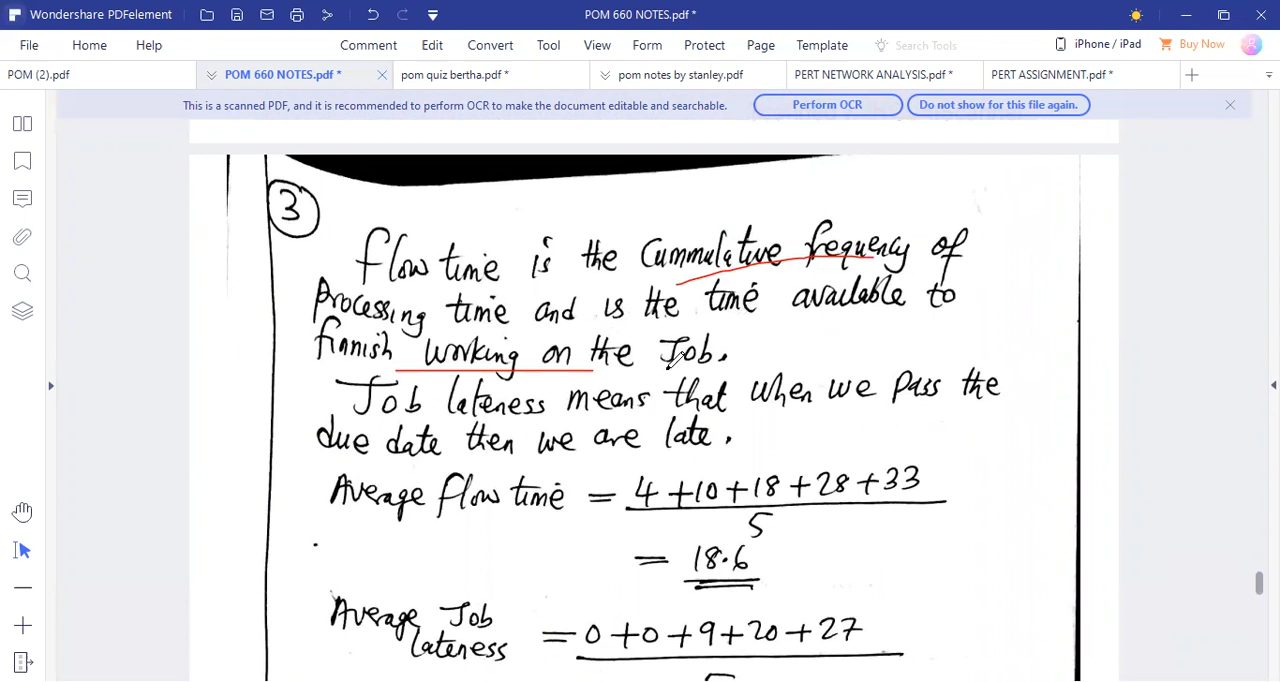 Wondershare PDFelement
POM 660 NOTES.pdf *
File Home Help Comment Edit Convert Tool View Form Protect Page Template Search Tools iPhone / iPad Buy Now
POM (2).pdf POM 660 NOTES.pdf * pom quiz bertha.pdf * pom notes by stanley.pdf PERT NETWORK ANALYSIS.pdf * PERT ASSIGNMENT.pdf *
This is a scanned PDF, and it is recommended to perform OCR to make the document editable and searchable. Perform OCR Do not show for this file again.
3
Flow time is the Cummulative frequency of
Processing time and is the time available to
finnish working on the Job.
Job lateness means that when we pass the
due date then we are late.
Average flow time = 4 +10 +18 +28 +33
5
= 18.6
Average Job
lateness = 0 +0 +9 +20 +27
5